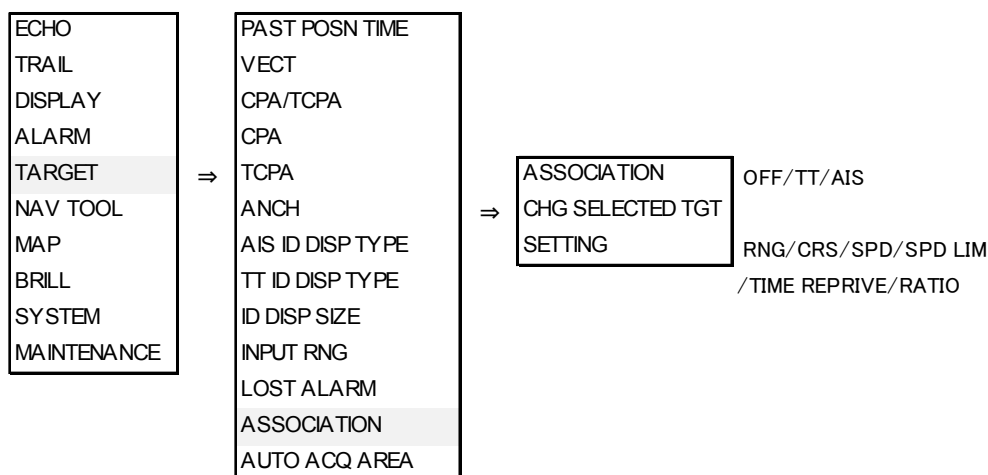 ECHO
TRAIL
DISPLAY
ALARM
TARGET
NAV TOOL
MAP
BRILL
SYSTEM
MAINTENANCE
⇒
PAST POSN TIME
VECT
CPA/TCPA
CPA
TCPA
ANCH
AIS ID DISP TYPE
TT ID DISP TYPE
ID DISP SIZE
INPUT RNG
LOST ALARM
ASSOCIATION
AUTO ACQ AREA
⇒
ASSOCIATION
CHG SELECTED TGT
SETTING
OFF/TT/AIS
RNG/CRS/SPD/SPD LIM
/TIME REPRIVE/RATIO